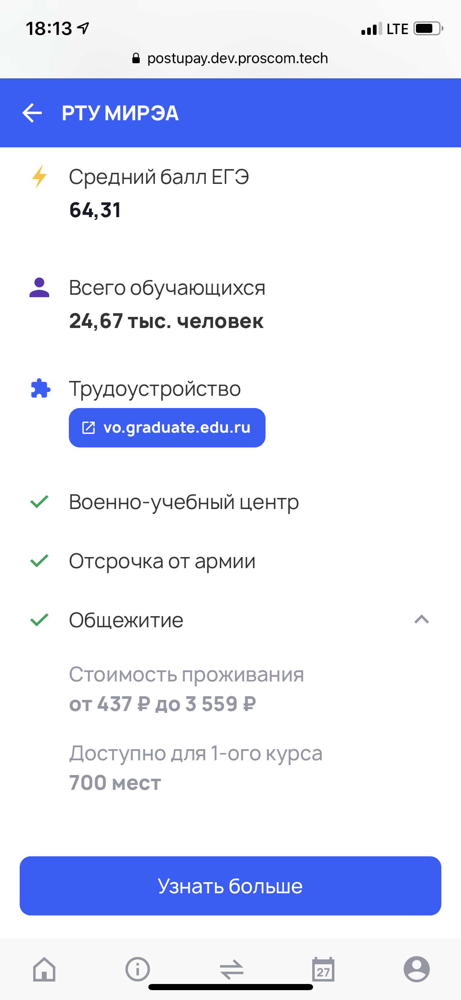 18:13
LTE
postupay.dev.proscom.tech
РТУ МИРЭА
Средний балл ЕГЭ
64,31
Всего обучающихся
24,67 тыс. человек
Трудоустройство
vo.graduate.edu.ru
Военно-учебный центр
Отсрочка от армии
Общежитие
Стоимость проживания
от 437 ₽ до 3 559 ₽
Доступно для 1-ого курса
700 мест
Узнать больше
27